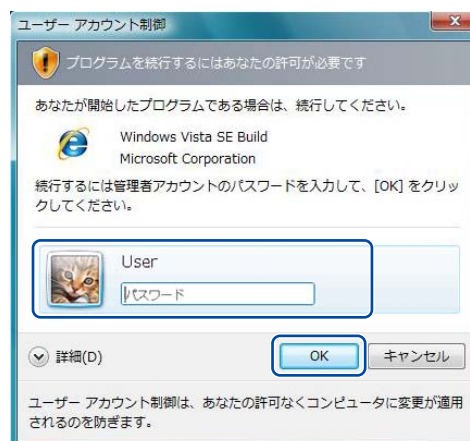 ユーザー アカウント制御
プログラムを続行するにはあなたの許可が必要です
あなたが開始したプログラムである場合は、続行してください。
Windows Vista SE Build
Microsoft Corporation
続行するには管理者アカウントのパスワードを入力して、[OK] をクリッ
クしてください。
User
パスワード
詳細(D)
OK
キャンセル
ユーザー アカウント制御は、あなたの許可なくコンピュータに変更が適用
されるのを防ぎます。